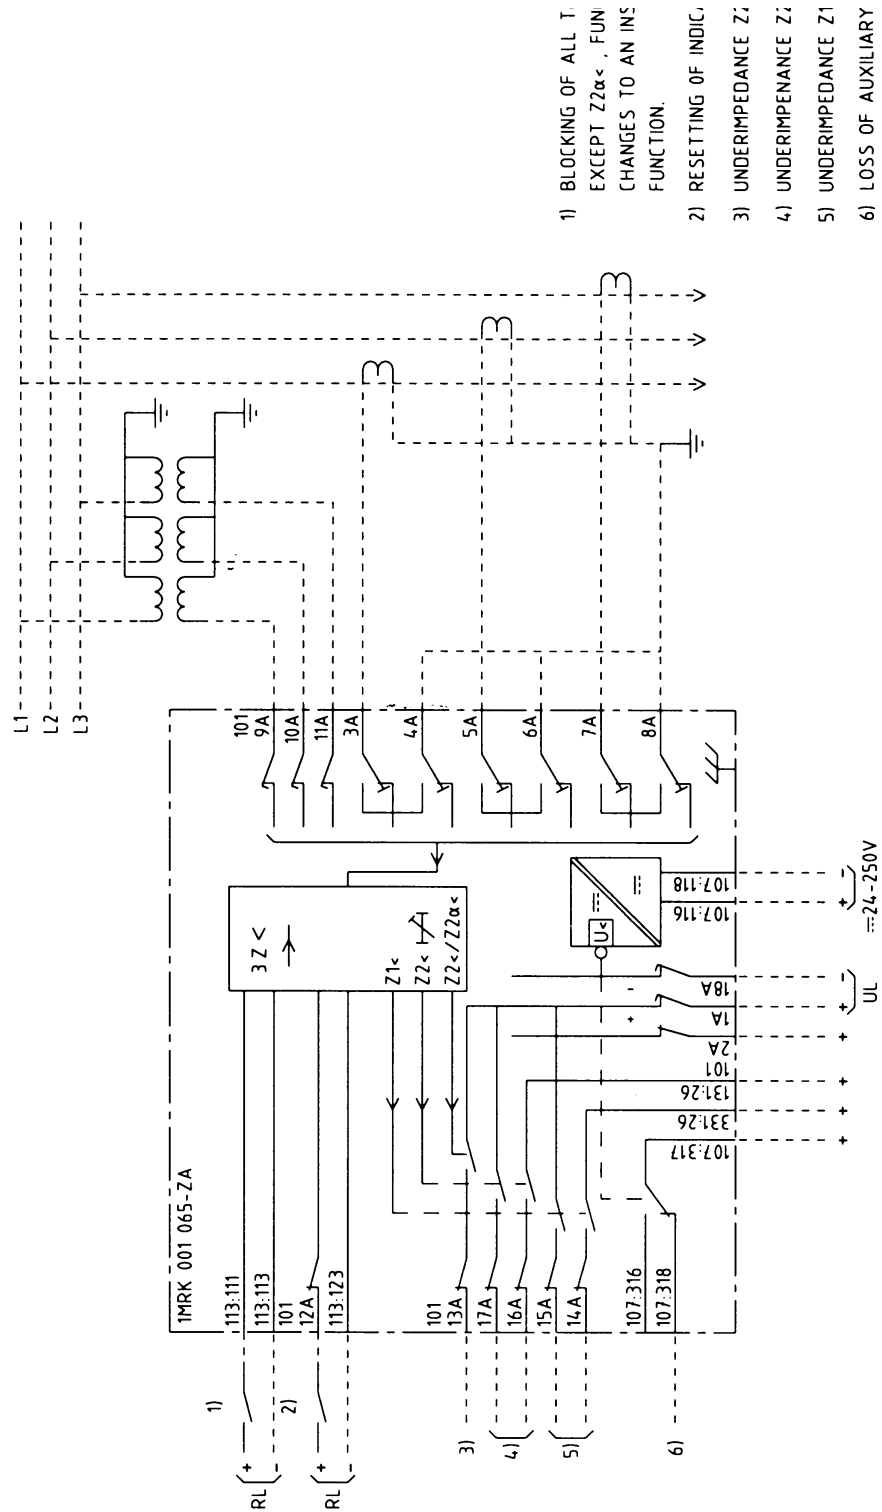 L1
L2
L3
1) BLOCKING OF ALL T
EXCEPT Z2α< , FUN
CHANGES TO AN INS
FUNCTION.
2) RESETTING OF INDIC
3) UNDERIMPEDANCE Z2
4) UNDERIMPENANCE Z2
5) UNDERIMPEDANCE Z1
6) LOSS OF AUXILIARY
1MRK 001 065-ZA
101
9A
10A
11A
3A
4A
5A
6A
7A
8A
3Z<
Z1<
Z2<
Z2</Z2α<
U<
113:111
113:113
101
12A
113:123
101
13A
17A
16A
15A
14A
107:316
107:318
107:118
107:116
18A
1A
2A
101
131:26
331:26
107:317
- +
- + + + + +
- +
24-250V
UL
1)
2)
3)
4)
5)
6)
+ -
RL
+ -
RL